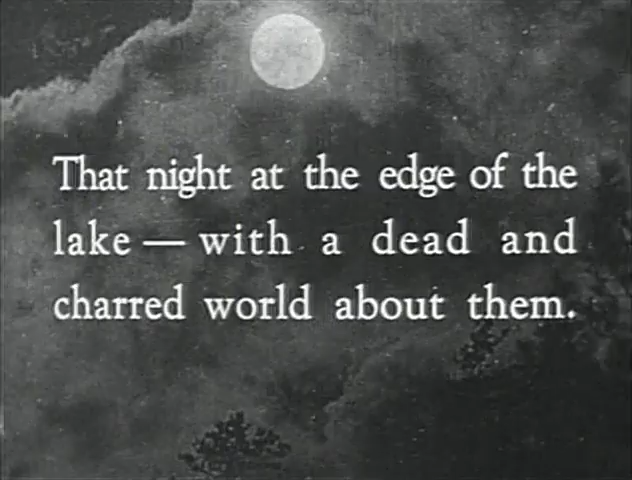 That night at the edge of the
lake — with a dead and
charred world about them.